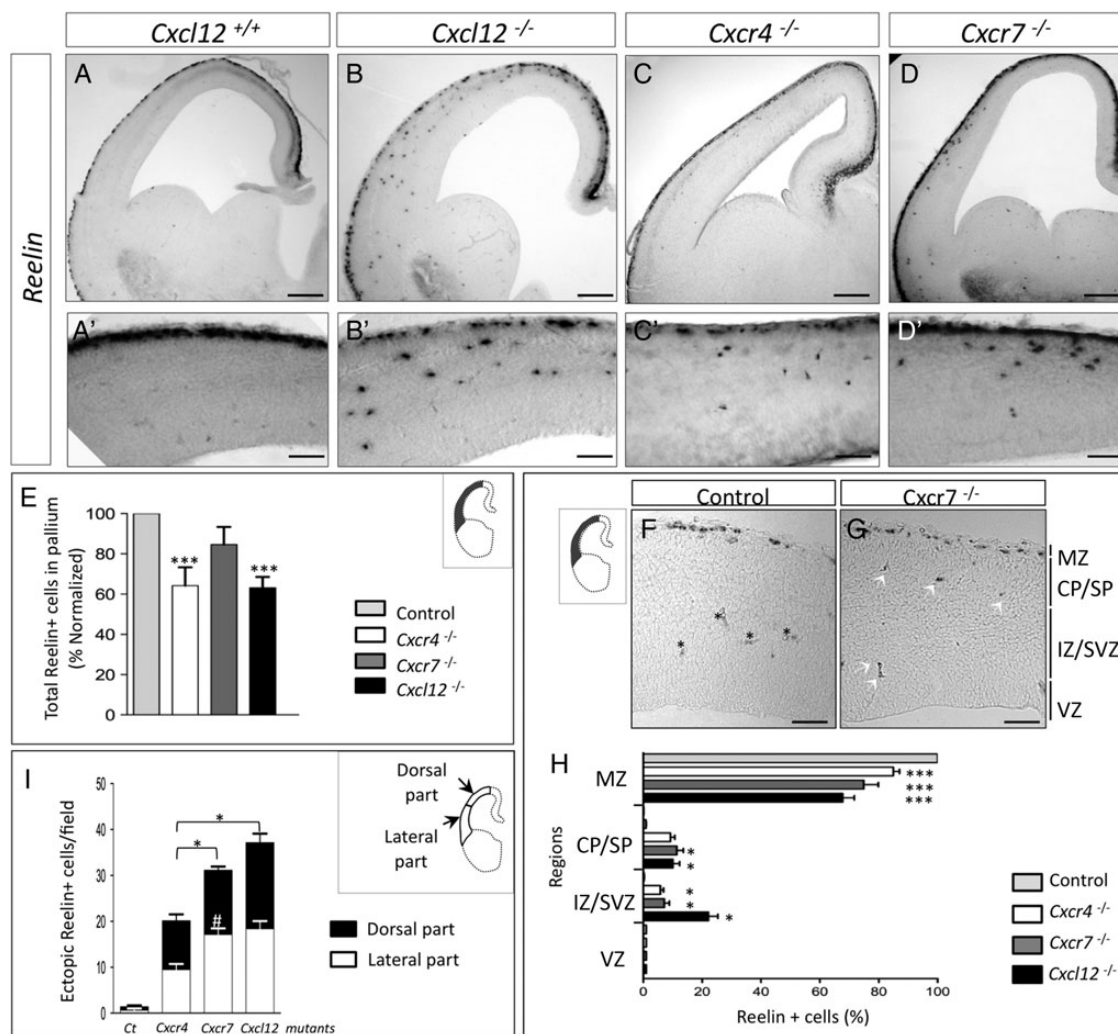 Cxcl12 +/+
Cxcl12 -/-
Cxcr4 -/-
Cxcr7 -/-
Reelin
A
B
C
D
A'
B'
C'
D'
E
Total Reelin+ cells in pallium
(% Normalized)
100
80
60
40
20
0
***
***
Control
Cxcr4 -/-
Cxcr7 -/-
Cxcl12 -/-
Control
Cxcr7 -/-
F
G
*
*
*
*
MZ
CP/SP
IZ/SVZ
VZ
H
Regions
MZ
***
***
***
CP/SP
*
*
IZ/SVZ
*
*
*
VZ
0 20 40 60 80 100
Reelin + cells (%)
Control
Cxcr4 -/-
Cxcr7 -/-
Cxcl12 -/-
I
Ectopic Reelin+ cells/field
50
40
30
20
10
0
*
*
#
Ct Cxcr4 Cxcr7 Cxcl12 mutants
Dorsal
part
Lateral
part
Dorsal part
Lateral part